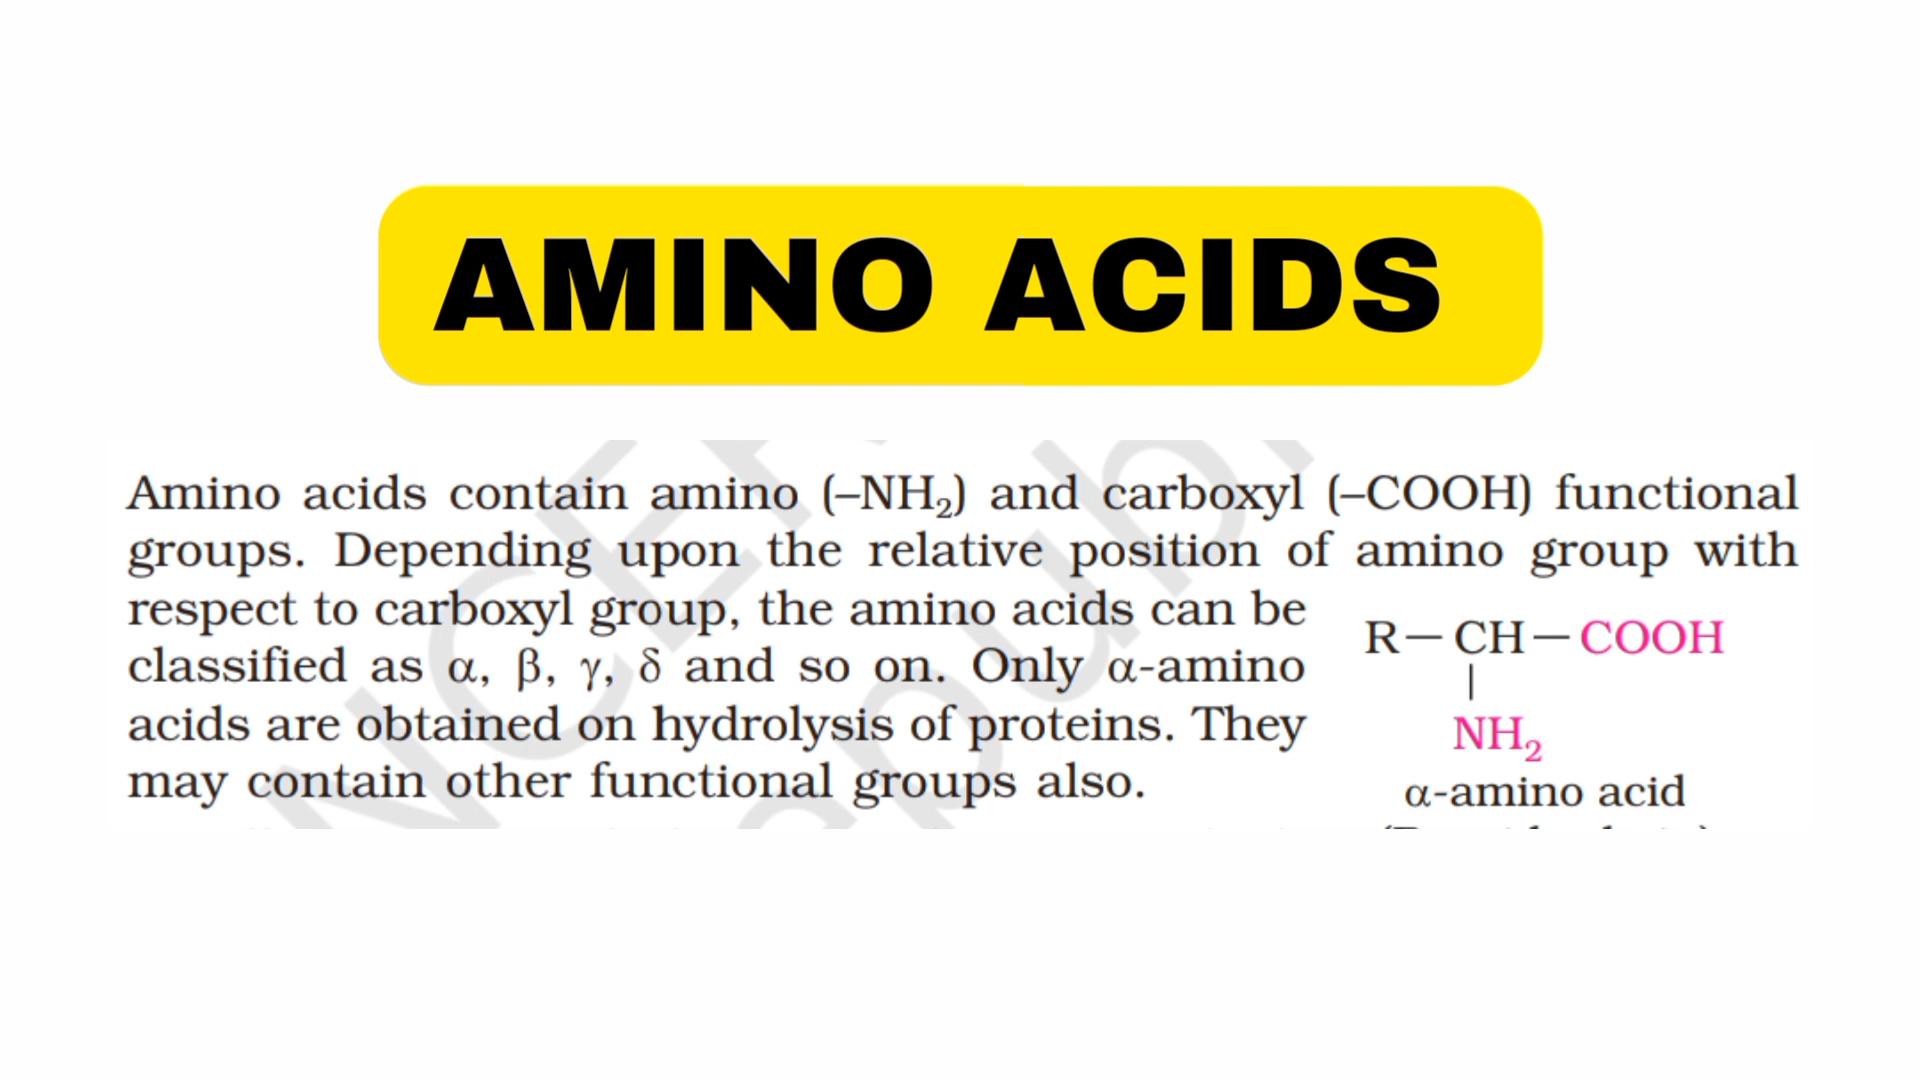 AMINO ACIDS
Amino acids contain amino (–NH₂) and carboxyl (–COOH) functional
groups. Depending upon the relative position of amino group with
respect to carboxyl group, the amino acids can be
classified as α, β, γ, δ and so on. Only α-amino
acids are obtained on hydrolysis of proteins. They
may contain other functional groups also.
R—CH—COOH
|
NH₂
α-amino acid